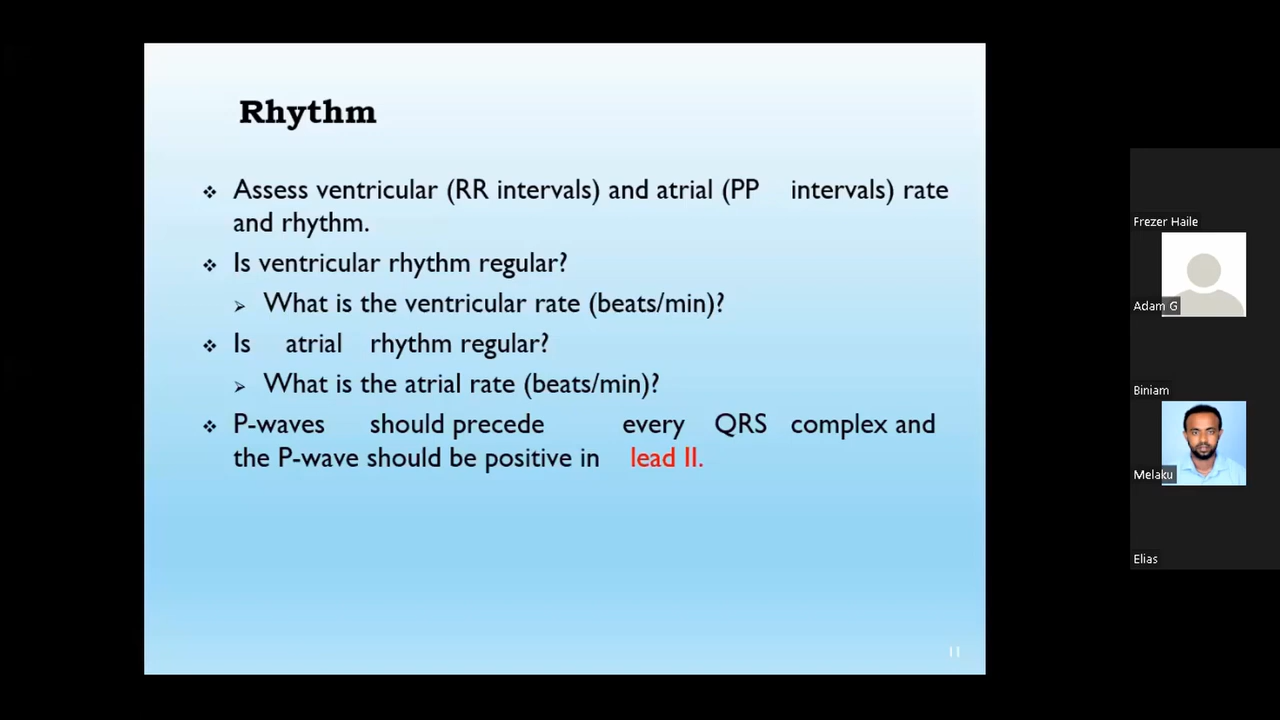 Rhythm
❖ Assess ventricular (RR intervals) and atrial (PP intervals) rate
and rhythm.
❖ Is ventricular rhythm regular?
➢ What is the ventricular rate (beats/min)?
❖ Is atrial rhythm regular?
➢ What is the atrial rate (beats/min)?
❖ P-waves should precede every QRS complex and
the P-wave should be positive in lead II.
11
Frezer Haile
Adam G
Biniam
Melaku
Elias